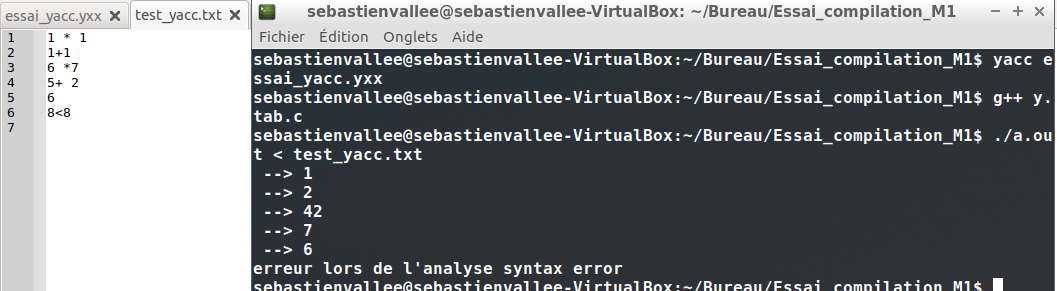 essai_yacc.yxx
test_yacc.txt
1 1 * 1
2 1+1
3 6 *7
4 5+ 2
5 6
6 8<8
7
sebastienvallee@sebastienvallee-VirtualBox: ~/Bureau/Essai_compilation_M1
Fichier Édition Onglets Aide
sebastienvallee@sebastienvallee-VirtualBox:~/Bureau/Essai_compilation_M1$ yacc e
ssai_yacc.yxx
sebastienvallee@sebastienvallee-VirtualBox:~/Bureau/Essai_compilation_M1$ g++ y.
tab.c
sebastienvallee@sebastienvallee-VirtualBox:~/Bureau/Essai_compilation_M1$ ./a.ou
t < test_yacc.txt
--> 1
--> 2
--> 42
--> 7
--> 6
erreur lors de l'analyse syntax error
sebastienvallee@sebastienvallee-VirtualBox:~/Bureau/Essai_compilation_M1$